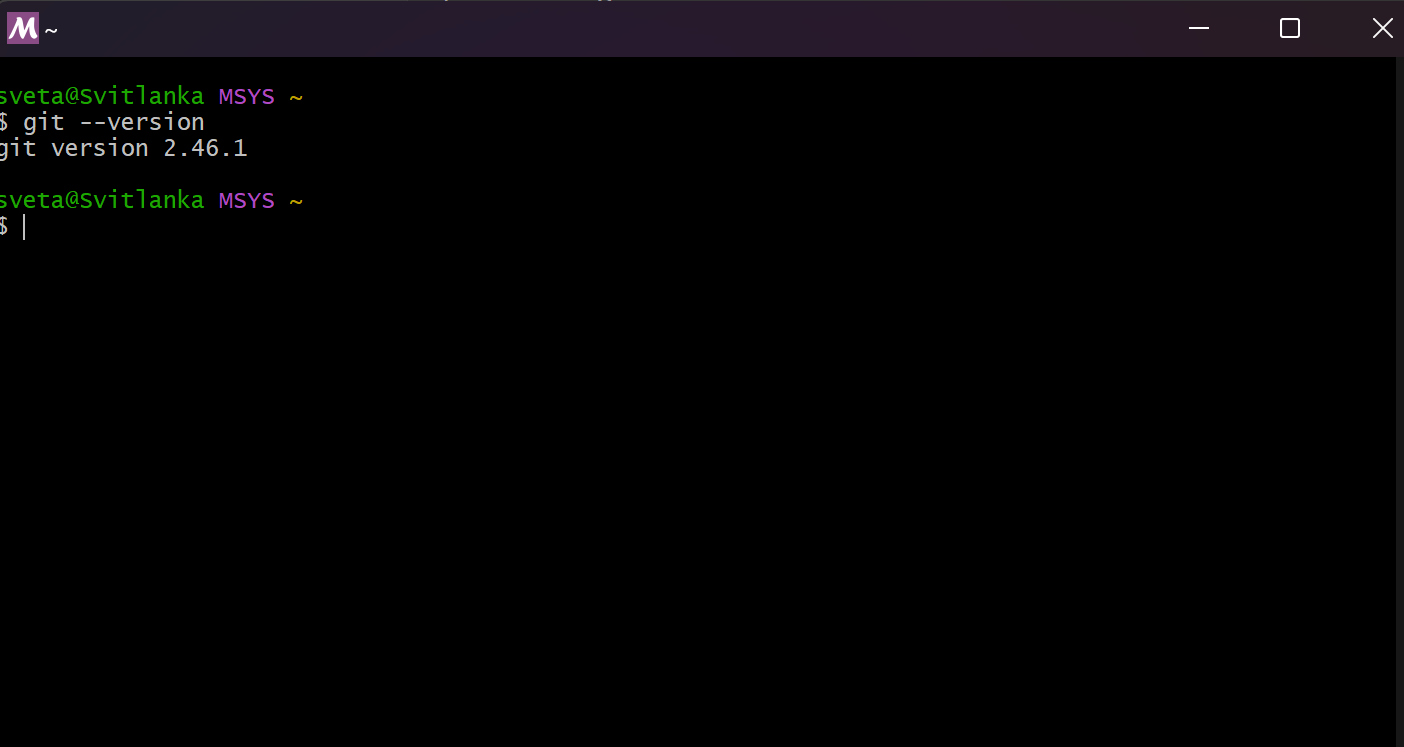 M ~
sveta@Svitlanka MSYS ~
$ git --version
git version 2.46.1
sveta@Svitlanka MSYS ~
$